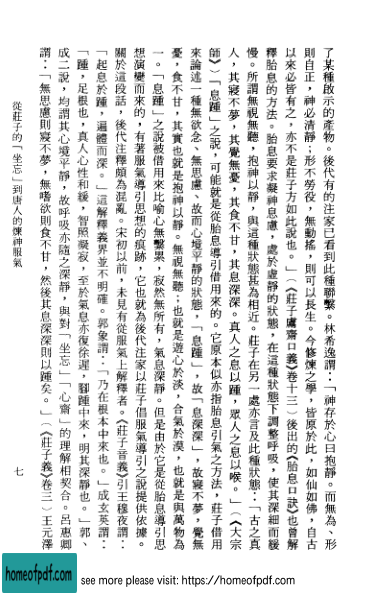 了某種啟示的產物。後代有的注家已看到此種聯繫。林希逸謂：「神存於心曰抱靜。而無為、形
則自正，神必清靜；形不勞役，無動搖，則可以長生。今修煉之學，皆原於此，如仙如佛，自古
以來必皆有之，亦不是莊子方如此說也。」（《莊子鬳齋口義》卷十三）後出的《胎息口訣》也曾解
釋胎息的方法。胎息要求凝神息慮，處於虛靜的狀態，在這種狀態下調整呼吸，使其深細而緩
慢。所謂無視無聽，抱神以靜，與這種狀態甚為相近。莊子在另一處亦言及此種狀態：「古之真
人，其寢不夢，其覺無憂，其食不甘，其息深深。真人之息以踵，眾人之息以喉。」（《大宗
師》）「息踵」之說，可能就是從胎息導引借用來的。它原本似亦指胎息引氣之方法，莊子借用
來論述一種無欲念、無思慮、故而心境平靜的狀態，「息踵」，故「息深深」，故寢不夢，覺無
憂，食不甘，其實也就是抱神以靜。無視無聽；也就是遊心於淡，合氣於漠，也就是與萬物為
一。「息踵」之說被借用來比喻心無繫累，寂然無所有，氣息深靜。但是由於它是從胎息導引思
想演變而來的，有著服氣導引思想的痕跡，它也就為後代注家以莊子倡服氣導引之說提供依據。
關於這段話，後代注釋頗為混亂。宋初以前，未見有從服氣上解釋者。《莊子音義》引王穆夜謂：
「起息於踵，遍體而深。」這解釋義界並不明確。郭象謂：「乃在根本中來也。」成玄英謂：
「踵，足根也，真人心性和緩，智照凝寂，至於氣息亦復徐遲，腳踵中來，明其深靜也。」郭、
成二說，均謂其心境平靜，故呼吸亦隨之深靜，與對「坐忘」「心齋」的理解相契合。呂惠卿
謂：「無思慮則寢不夢，無嗜欲則食不甘，然後其息深深則以踵矣。」（《莊子義》卷三）王元澤
從莊子的「坐忘」到唐人的煉神服氣
七
homeofpdf.com
see more please visit: https://homeofpdf.com